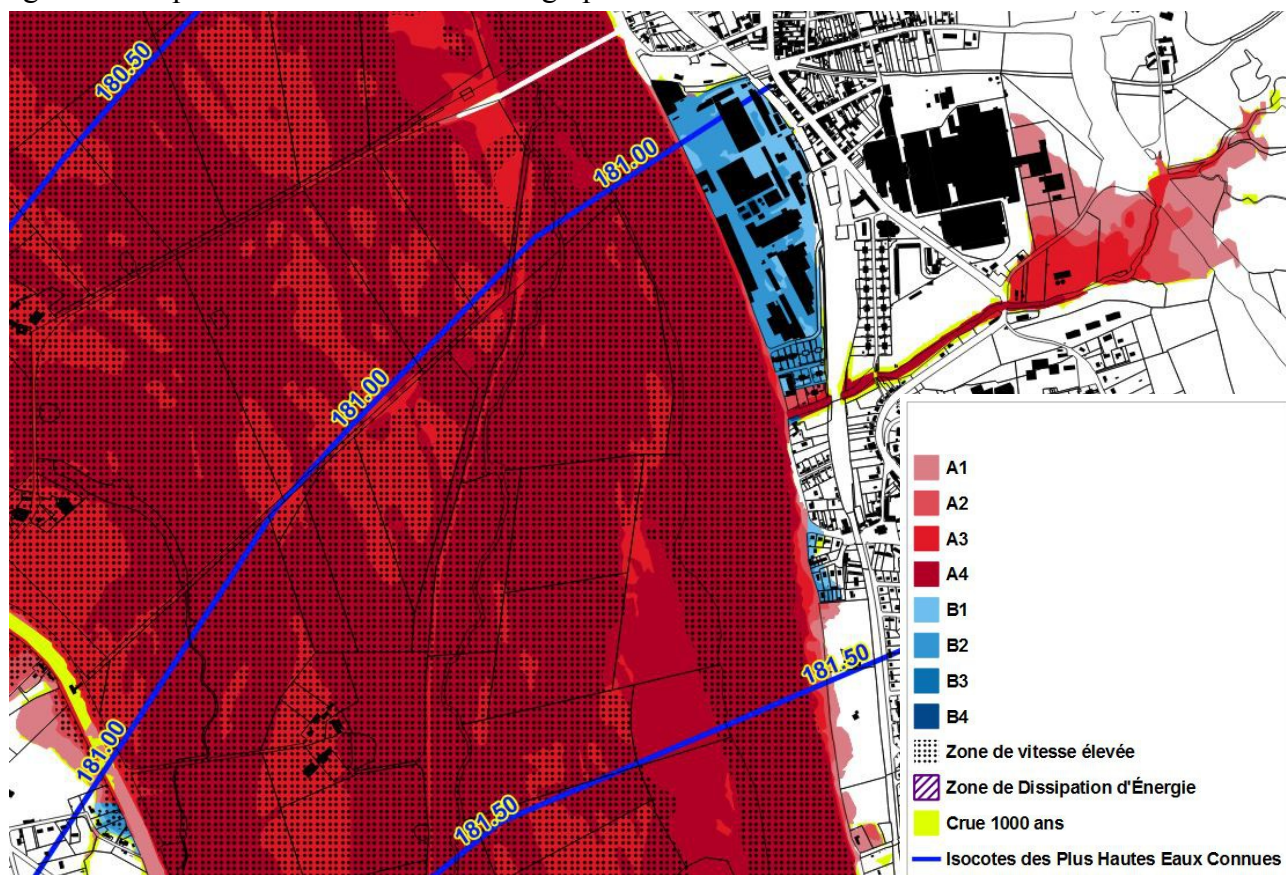 180.50
181.00
181.00
181.50
181.00
181.50
A1
A2
A3
A4
B1
B2
B3
B4
Zone de vitesse élevée
Zone de Dissipation d'Énergie
Crue 1000 ans
Isocotes des Plus Hautes Eaux Connues